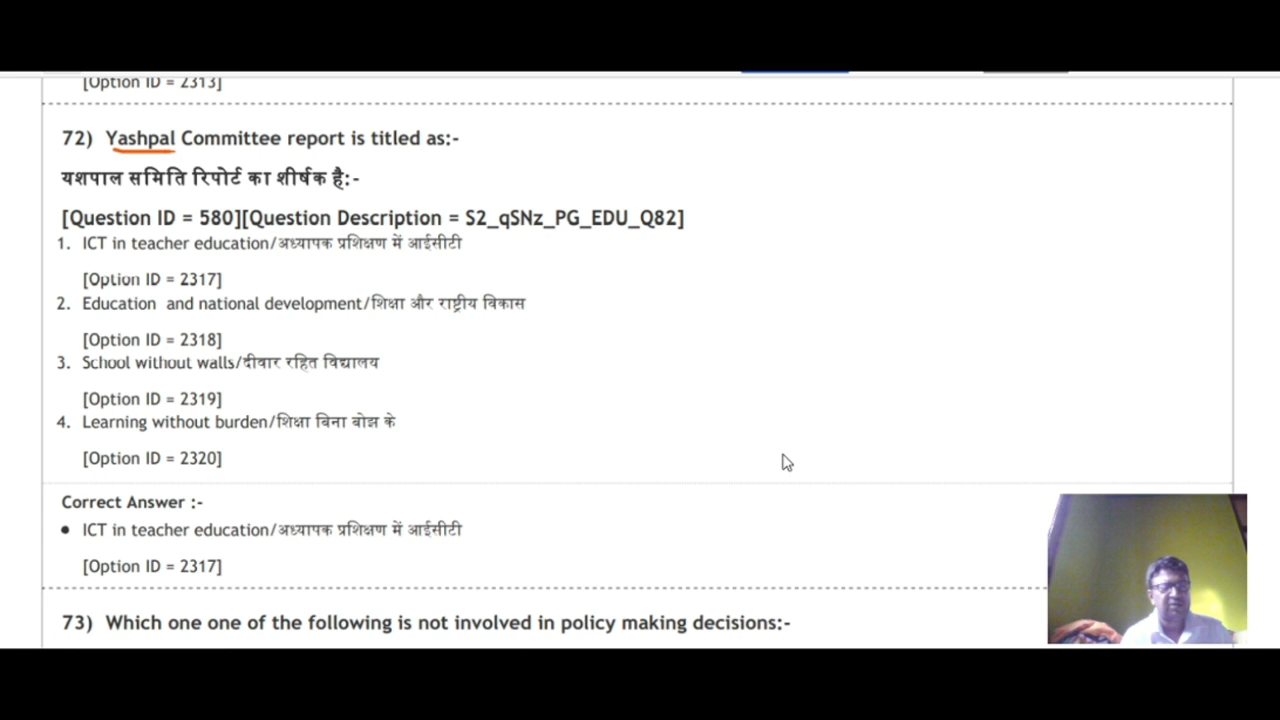 [Option ID = 2313]
72) Yashpal Committee report is titled as:-
यशपाल समिति रिपोर्ट का शीर्षक है:-
[Question ID = 580][Question Description = S2_qSNz_PG_EDU_Q82]
1. ICT in teacher education/अध्यापक प्रशिक्षण में आईसीटी
[Option ID = 2317]
2. Education and national development/शिक्षा और राष्ट्रीय विकास
[Option ID = 2318]
3. School without walls/दीवार रहित विद्यालय
[Option ID = 2319]
4. Learning without burden/शिक्षा बिना बोझ के
[Option ID = 2320]
Correct Answer :-
• ICT in teacher education/अध्यापक प्रशिक्षण में आईसीटी
[Option ID = 2317]
73) Which one one of the following is not involved in policy making decisions:-